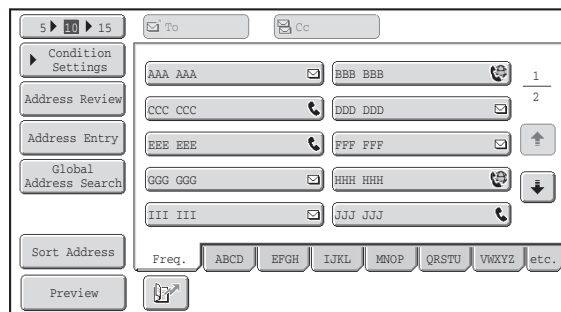 5 10 15
To
Cc
Condition
Settings
Address Review
Address Entry
Global
Address Search
Sort Address
Preview
AAA AAA
BBB BBB
CCC CCC
DDD DDD
EEE EEE
FFF FFF
GGG GGG
HHH HHH
III III
JJJ JJJ
1
2
Freq.
ABCD
EFGH
IJKL
MNOP
QRSTU
VWXYZ
etc.